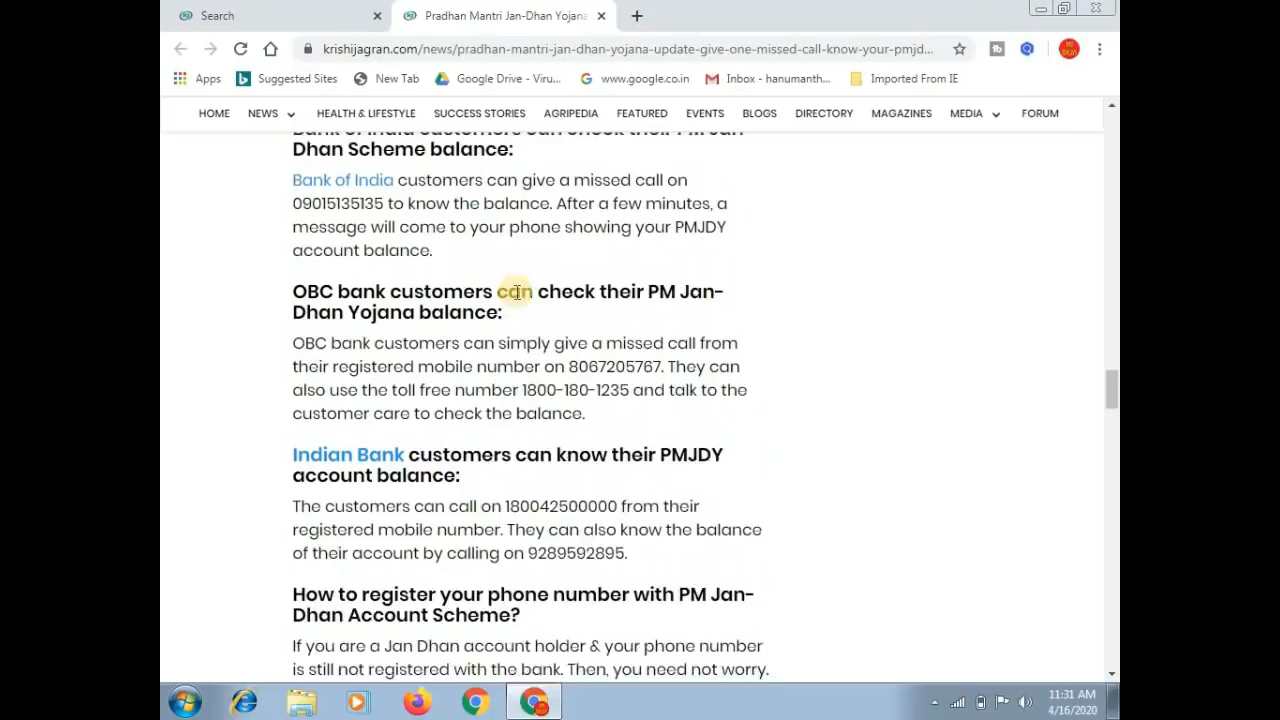 Search
Pradhan Mantri Jan-Dhan Yojana
krishijagran.com/news/pradhan-mantri-jan-dhan-yojana-update-give-one-missed-call-know-your-pmjd...
Apps Suggested Sites New Tab Google Drive - Viru... www.google.co.in Inbox - hanumanth... Imported From IE
HOME NEWS HEALTH & LIFESTYLE SUCCESS STORIES AGRIPEDIA FEATURED EVENTS BLOGS DIRECTORY MAGAZINES MEDIA FORUM
Bank of India customers can check their PM Jan-
Dhan Scheme balance:
Bank of India customers can give a missed call on
09015135135 to know the balance. After a few minutes, a
message will come to your phone showing your PMJDY
account balance.
OBC bank customers can check their PM Jan-
Dhan Yojana balance:
OBC bank customers can simply give a missed call from
their registered mobile number on 8067205767. They can
also use the toll free number 1800-180-1235 and talk to the
customer care to check the balance.
Indian Bank customers can know their PMJDY
account balance:
The customers can call on 180042500000 from their
registered mobile number. They can also know the balance
of their account by calling on 9289592895.
How to register your phone number with PM Jan-
Dhan Account Scheme?
If you are a Jan Dhan account holder & your phone number
is still not registered with the bank. Then, you need not worry.
11:31 AM
4/16/2020